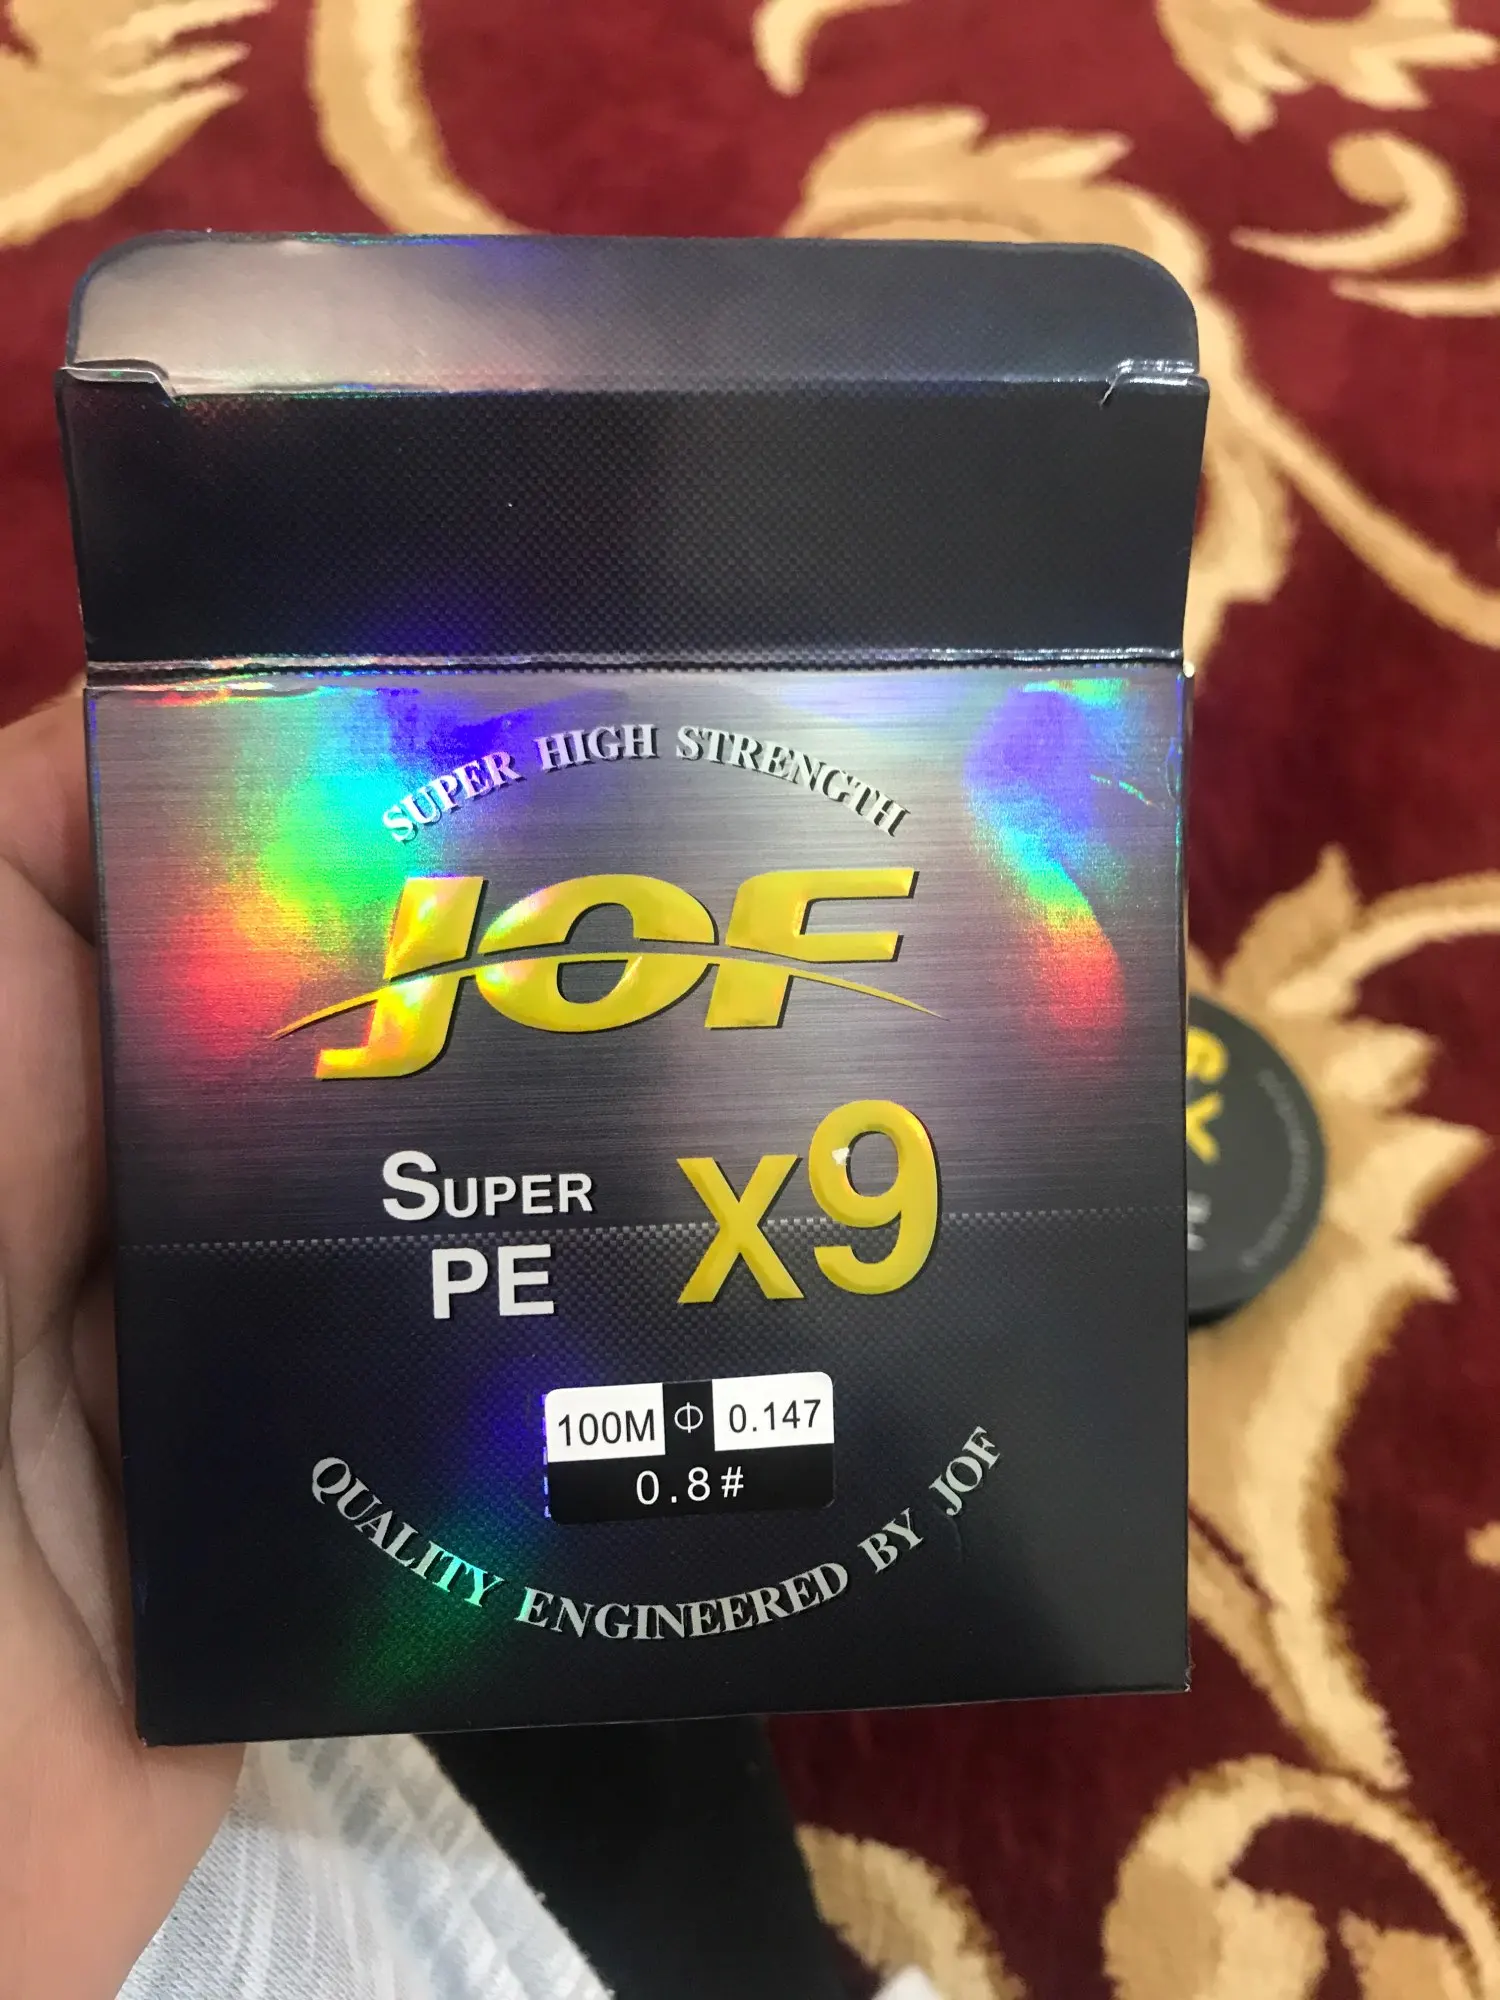 SUPER HIGH STRENGTH
JOF
SUPER
PE
x9
100M Φ 0.147
0.8#
QUALITY ENGINEERED BY JOF